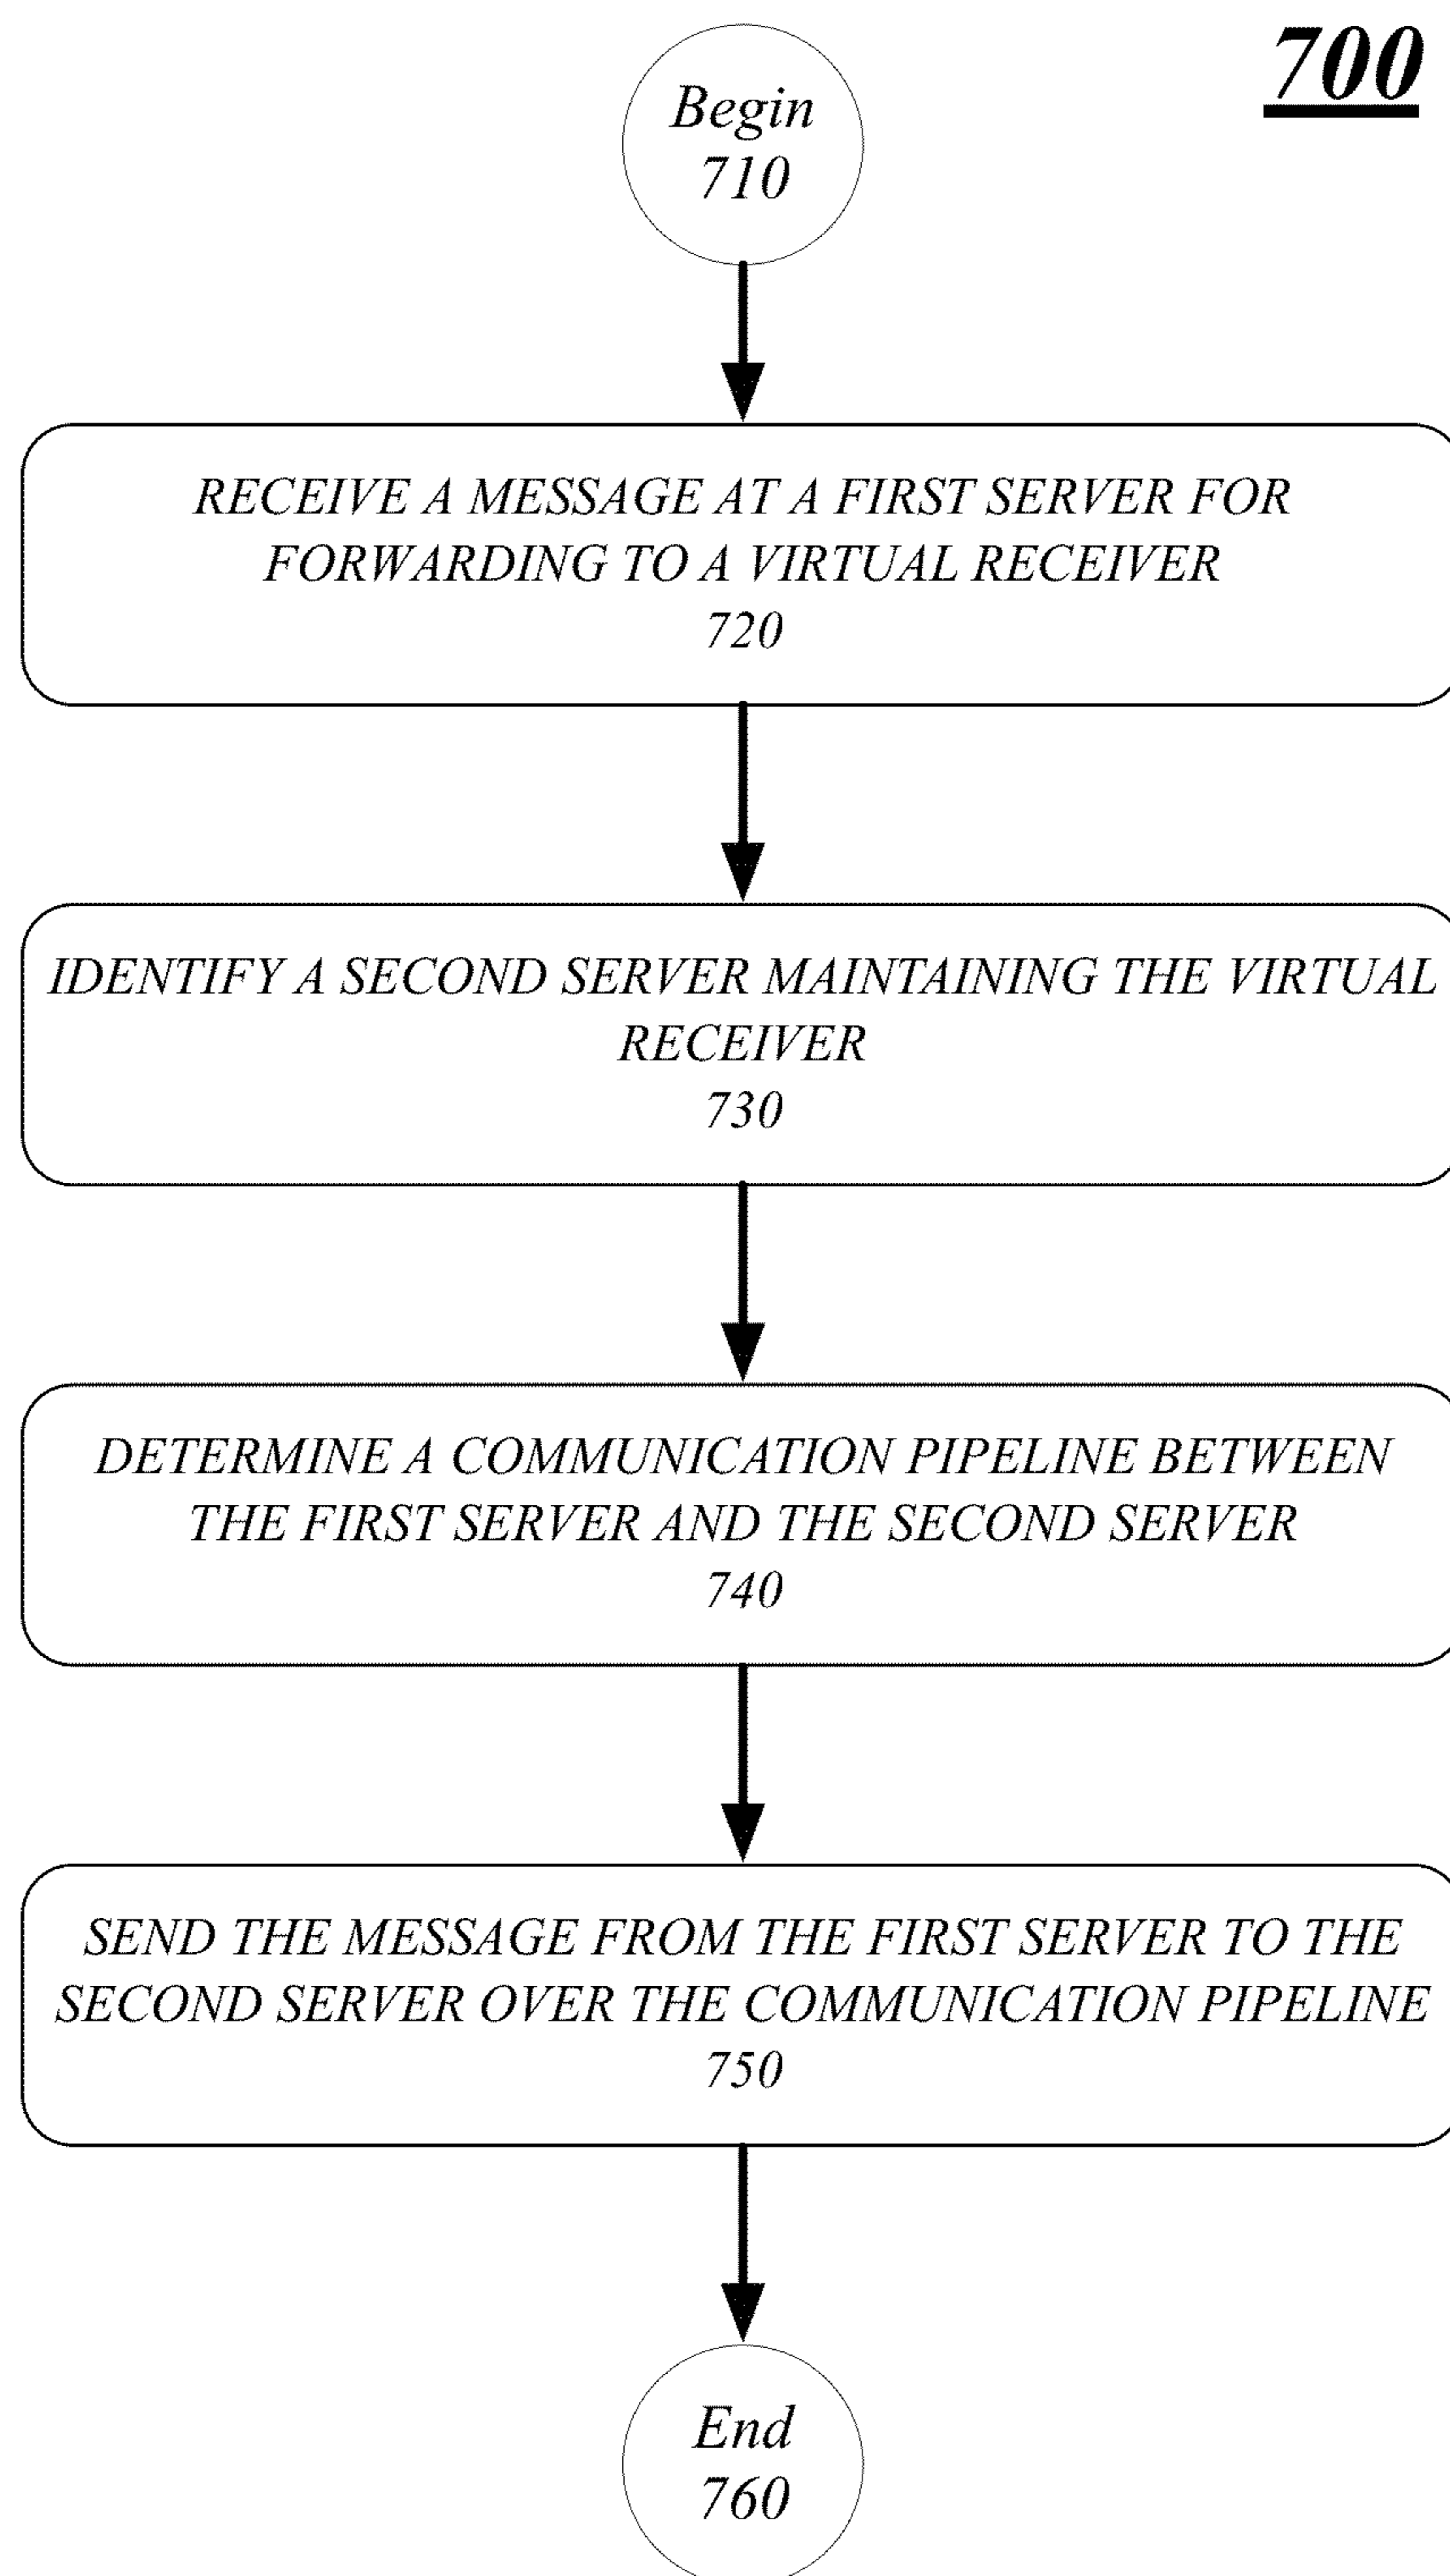 700
Begin
710
RECEIVE A MESSAGE AT A FIRST SERVER FOR
FORWARDING TO A VIRTUAL RECEIVER
720
IDENTIFY A SECOND SERVER MAINTAINING THE VIRTUAL
RECEIVER
730
DETERMINE A COMMUNICATION PIPELINE BETWEEN
THE FIRST SERVER AND THE SECOND SERVER
740
SEND THE MESSAGE FROM THE FIRST SERVER TO THE
SECOND SERVER OVER THE COMMUNICATION PIPELINE
750
End
760